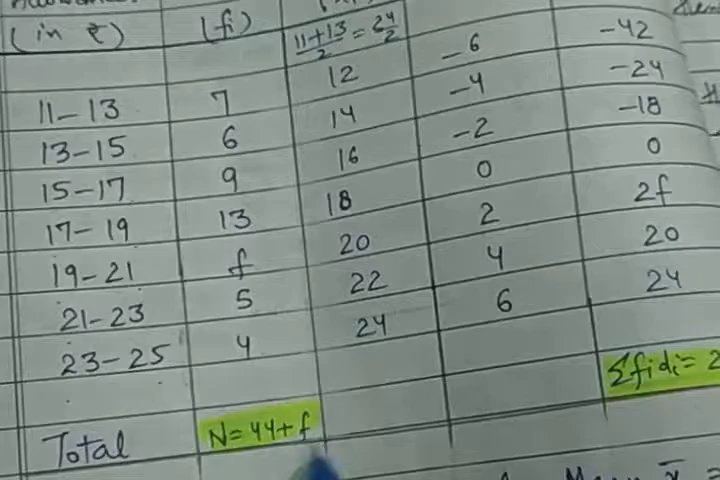 (in ₹) (fi) 11+13/2 = 24/2
11-13 7 12 -6 -42
13-15 6 14 -4 -24
15-17 9 16 -2 -18
17-19 13 18 0 0
19-21 f 20 2 2f
21-23 5 22 4 20
23-25 4 24 6 24
Total N=44+f Σfidi=2